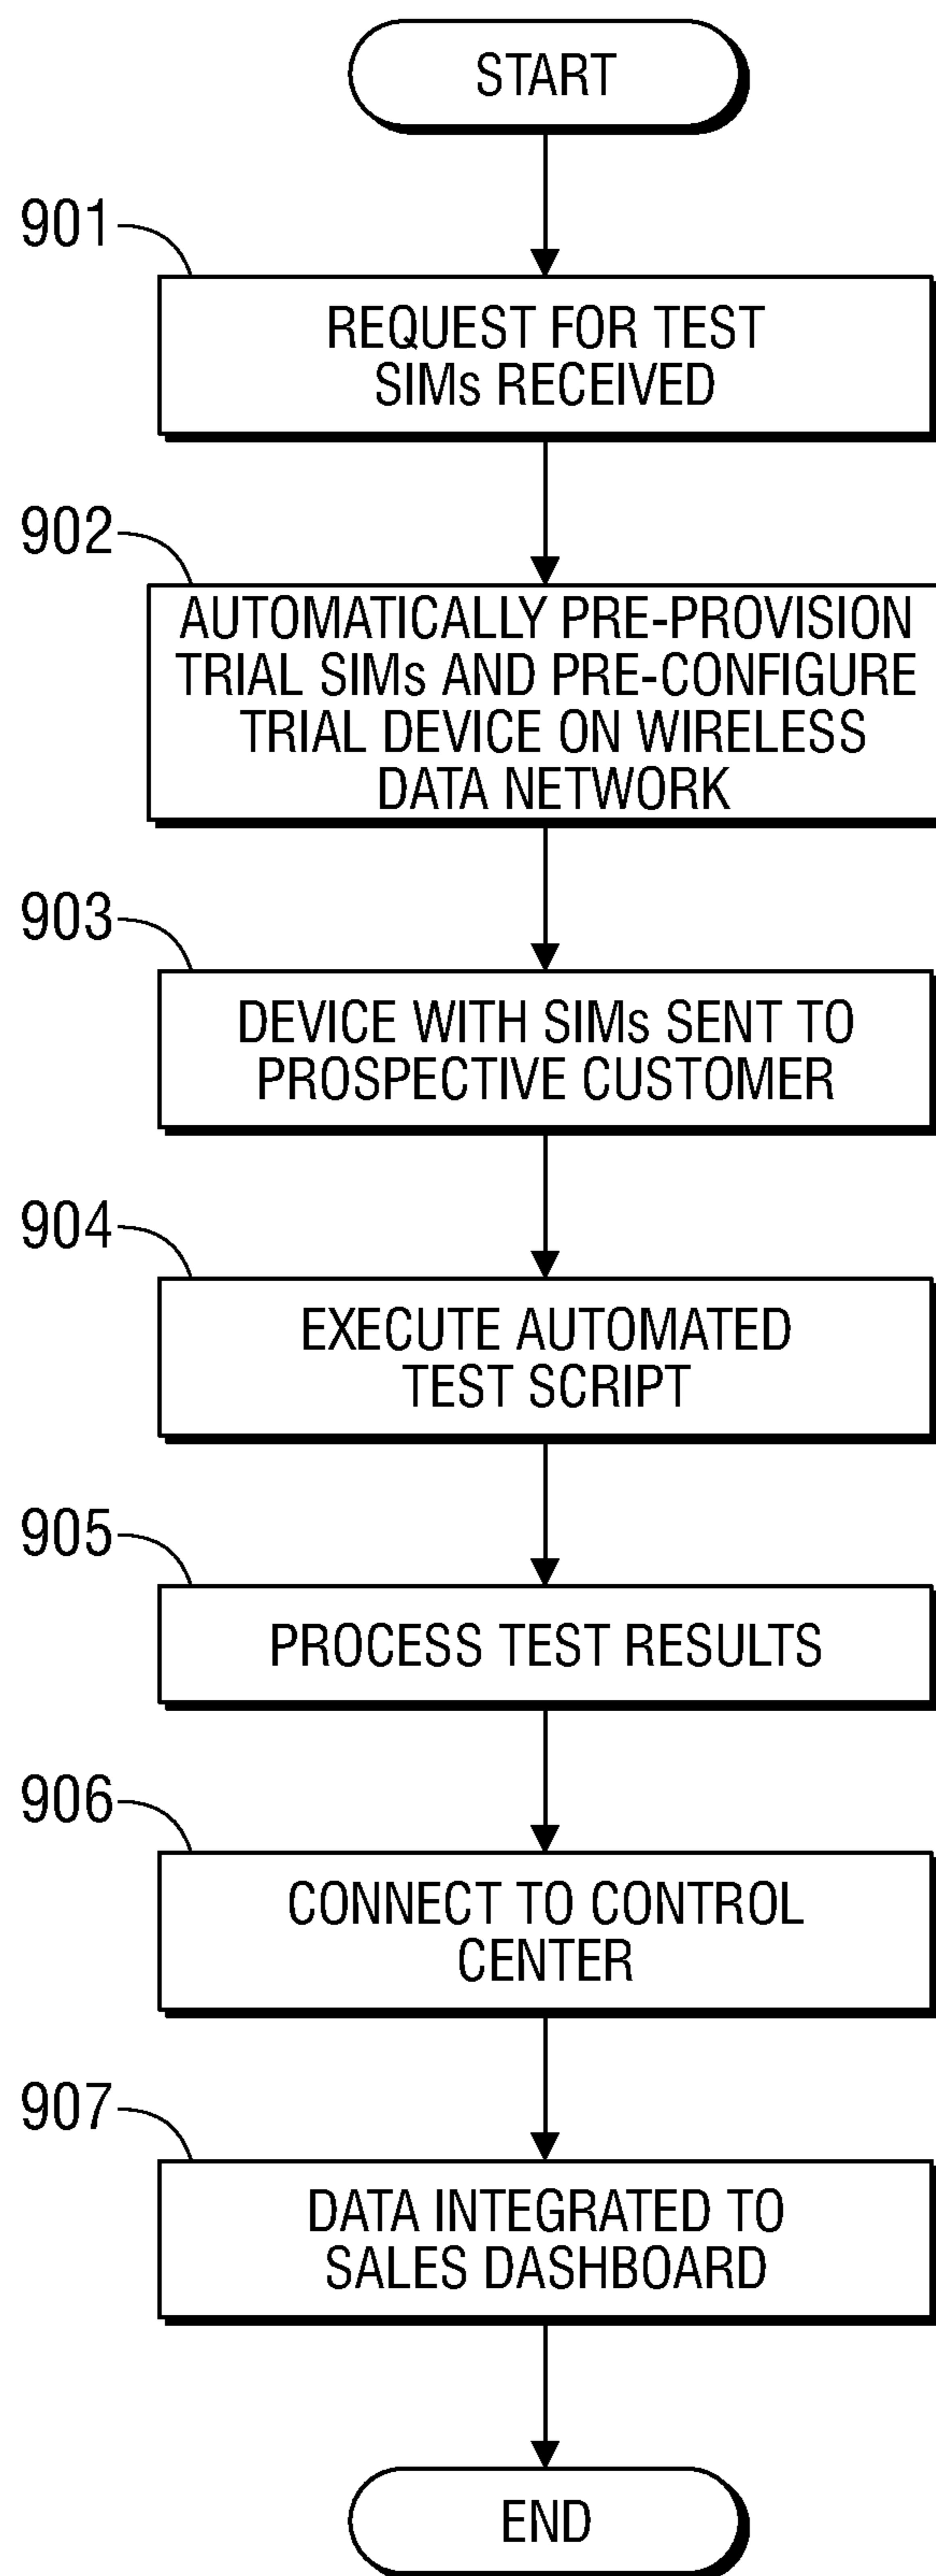 START
901
REQUEST FOR TEST
SIMs RECEIVED
902
AUTOMATICALLY PRE-PROVISION
TRIAL SIMs AND PRE-CONFIGURE
TRIAL DEVICE ON WIRELESS
DATA NETWORK
903
DEVICE WITH SIMs SENT TO
PROSPECTIVE CUSTOMER
904
EXECUTE AUTOMATED
TEST SCRIPT
905
PROCESS TEST RESULTS
906
CONNECT TO CONTROL
CENTER
907
DATA INTEGRATED TO
SALES DASHBOARD
END